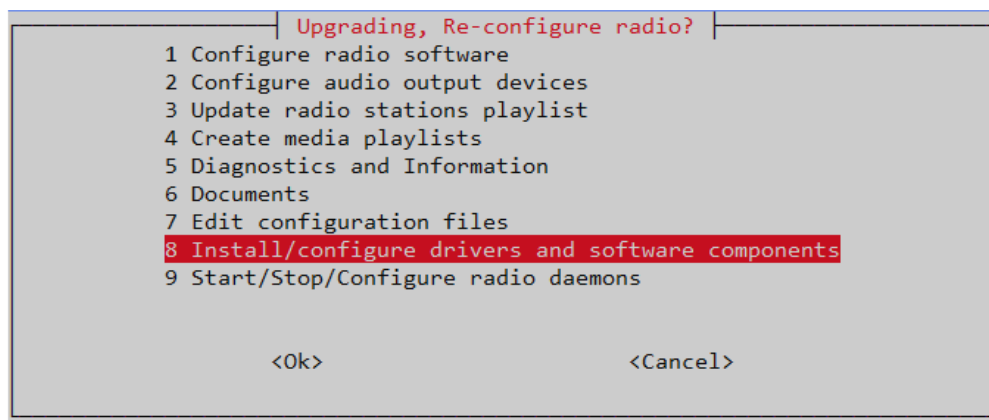 Upgrading, Re-configure radio?
1 Configure radio software
2 Configure audio output devices
3 Update radio stations playlist
4 Create media playlists
5 Diagnostics and Information
6 Documents
7 Edit configuration files
8 Install/configure drivers and software components
9 Start/Stop/Configure radio daemons
<Ok> <Cancel>